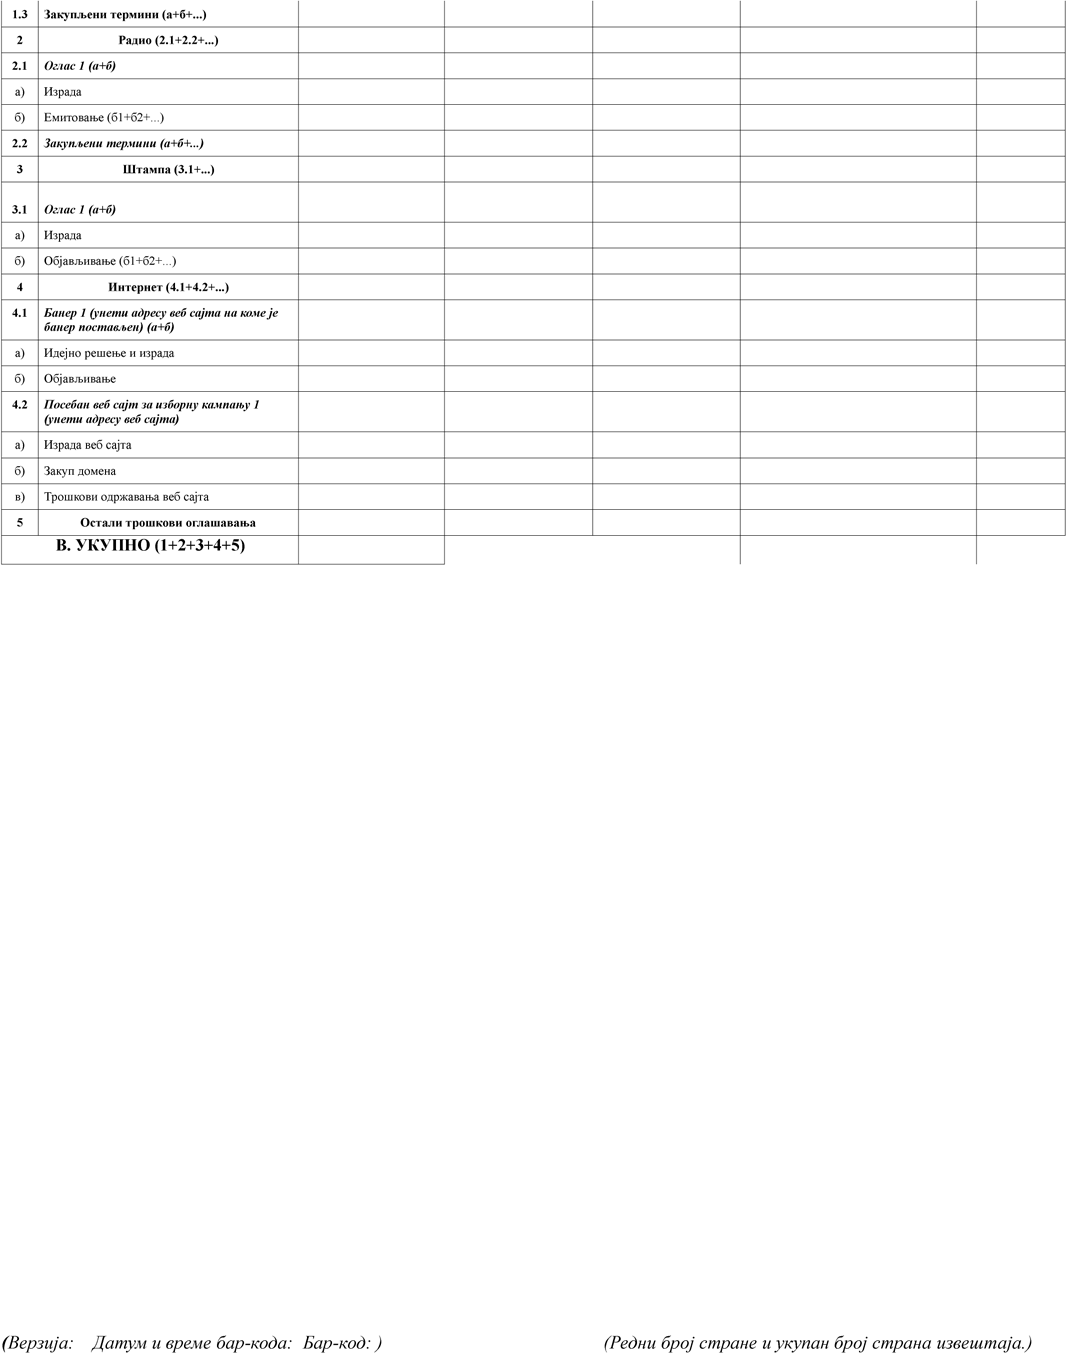 1.3 Закупљени термини (а+б+...)
2 Радио (2.1+2.2+...)
2.1 Оглас 1 (а+б)
а) Израда
б) Емитовање (б1+б2+...)
2.2 Закупљени термини (а+б+...)
3 Штампа (3.1+...)
3.1 Оглас 1 (а+б)
а) Израда
б) Објављивање (б1+б2+...)
4 Интернет (4.1+4.2+...)
4.1 Банер 1 (унети адресу веб сајта на коме је
банер постављен) (а+б)
а) Идејно решење и израда
б) Објављивање
4.2 Посебан веб сајт за изборну кампању 1
(унети адресу веб сајта)
а) Израда веб сајта
б) Закуп домена
в) Трошкови одржавања веб сајта
5 Остали трошкови оглашавања
В. УКУПНО (1+2+3+4+5)
(Верзија: Датум и време бар-кода: Бар-код: ) (Редни број стране и укупан број страна извештаја.)